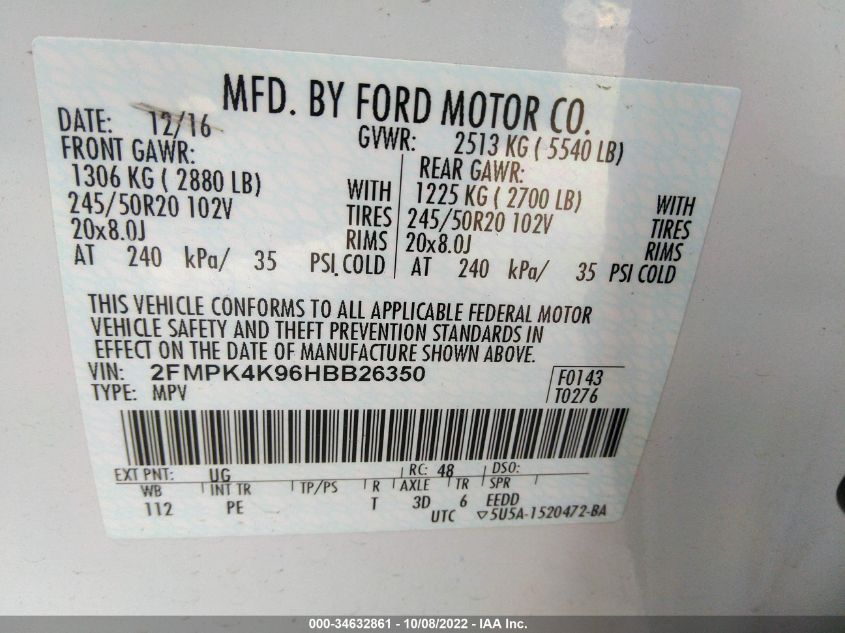 MFD. BY FORD MOTOR CO.
DATE: 12/16 GVWR: 2513 KG ( 5540 LB)
FRONT GAWR: REAR GAWR:
1306 KG ( 2880 LB) WITH 1225 KG ( 2700 LB) WITH
245/50R20 102V TIRES 245/50R20 102V TIRES
20x8.0J RIMS 20x8.0J RIMS
AT 240 kPa/ 35 PSI COLD AT 240 kPa/ 35 PSI COLD
THIS VEHICLE CONFORMS TO ALL APPLICABLE FEDERAL MOTOR
VEHICLE SAFETY AND THEFT PREVENTION STANDARDS IN
EFFECT ON THE DATE OF MANUFACTURE SHOWN ABOVE.
VIN: 2FMPK4K96HBB26350 F0143
TYPE: MPV T0276
EXT PNT: UG RC: 48 DSO:
WB INT TR TP/PS R AXLE TR SPR
112 PE T 3D 6 EEDD
UTC ▽5U5A-1520472-BA
000-34632861 - 10/08/2022 - IAA Inc.